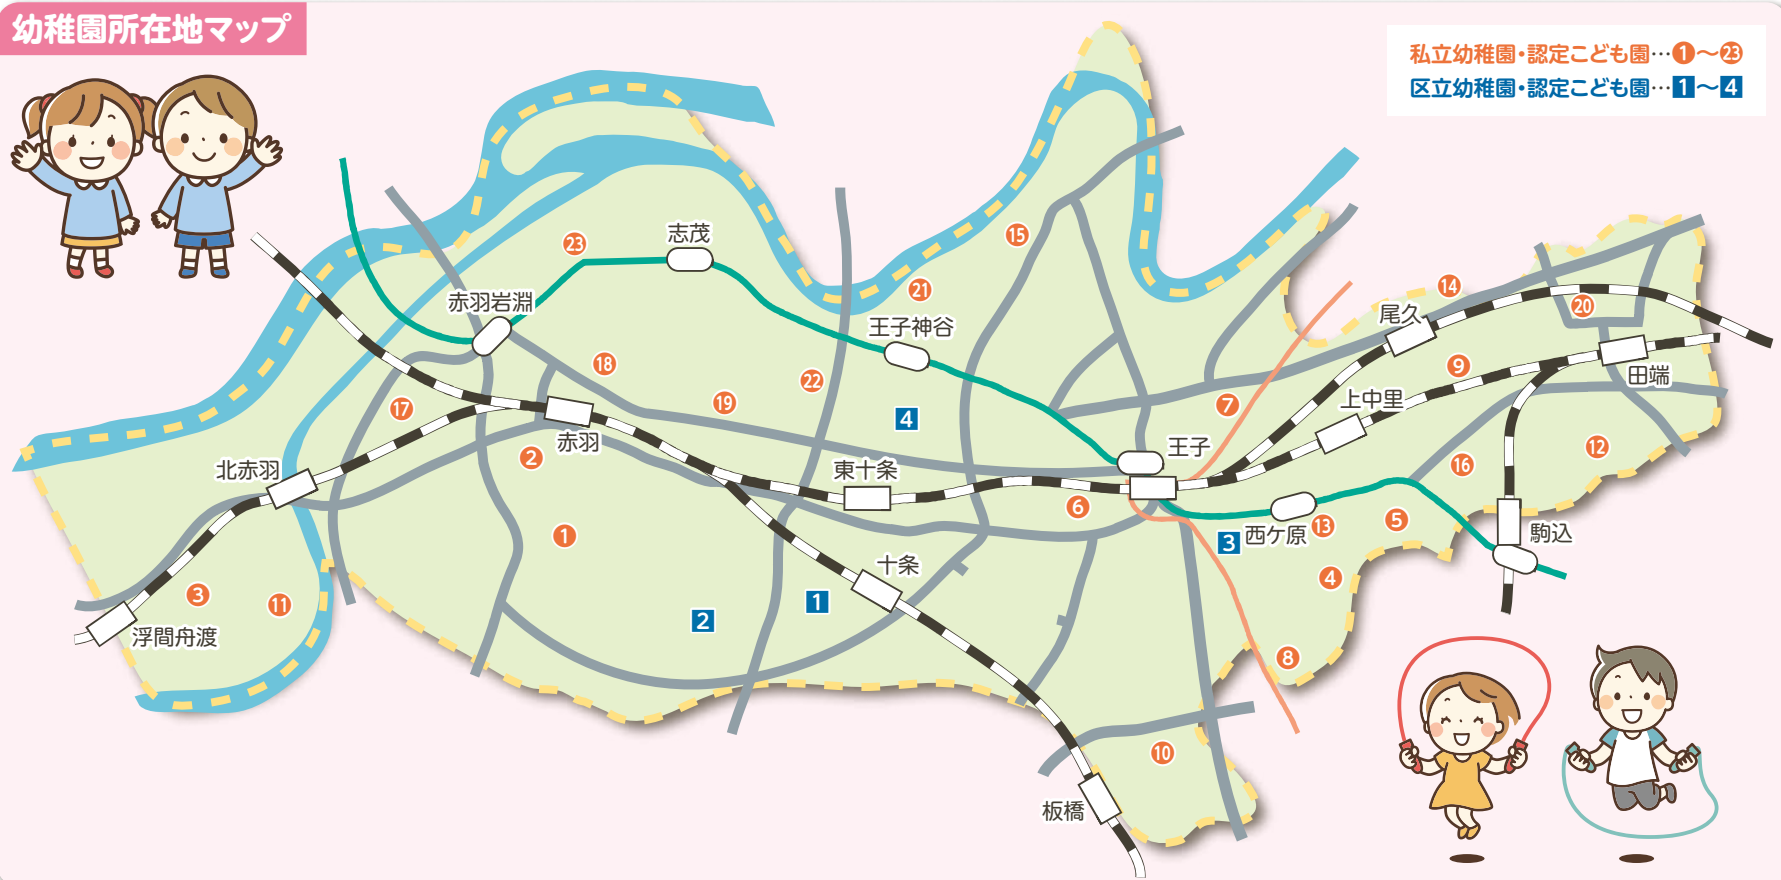 幼稚園所在地マップ
私立幼稚園・認定こども園…❶～㉓
区立幼稚園・認定こども園…1～4
15
志茂
23
14
21
赤羽岩淵
20
尾久
王子神谷
18
9
田端
22
19
上中里
7
17
4
赤羽
王子
12
2
16
北赤羽
東十条
6
5
13
1
西ケ原
駒込
3
十条
4
3
11
1
2
浮間舟渡
8
10
板橋